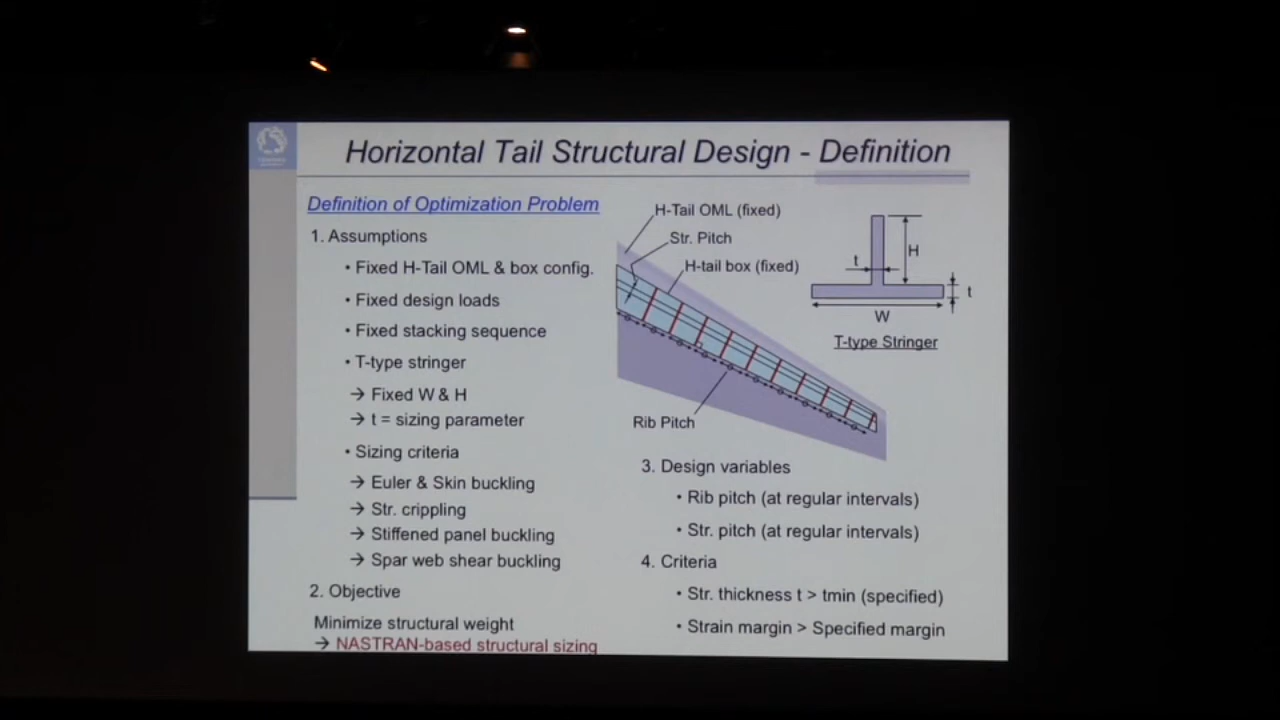 Horizontal Tail Structural Design - Definition
Definition of Optimization Problem
1. Assumptions
• Fixed H-Tail OML & box config.
• Fixed design loads
• Fixed stacking sequence
• T-type stringer
→ Fixed W & H
→ t = sizing parameter
• Sizing criteria
→ Euler & Skin buckling
→ Str. crippling
→ Stiffened panel buckling
→ Spar web shear buckling
2. Objective
Minimize structural weight
→ NASTRAN-based structural sizing
H-Tail OML (fixed)
Str. Pitch
H-tail box (fixed)
Rib Pitch
H
t
t
W
T-type Stringer
3. Design variables
• Rib pitch (at regular intervals)
• Str. pitch (at regular intervals)
4. Criteria
• Str. thickness t > tmin (specified)
• Strain margin > Specified margin